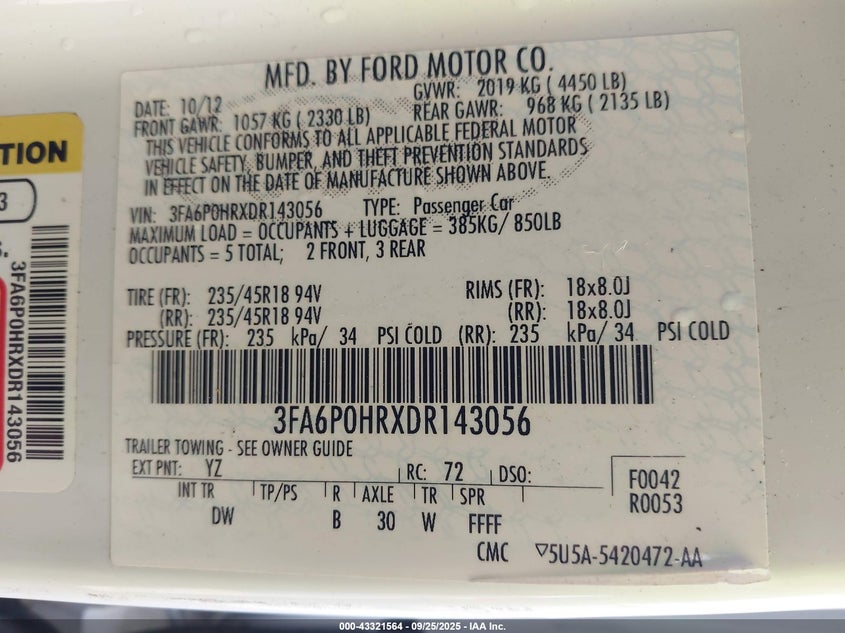 MFD. BY FORD MOTOR CO.
DATE: 10/12
GVWR: 2019 KG ( 4450 LB)
FRONT GAWR: 1057 KG ( 2330 LB)
REAR GAWR: 968 KG ( 2135 LB)
THIS VEHICLE CONFORMS TO ALL APPLICABLE FEDERAL MOTOR
VEHICLE SAFETY, BUMPER, AND THEFT PREVENTION STANDARDS
IN EFFECT ON THE DATE OF MANUFACTURE SHOWN ABOVE.
VIN: 3FA6P0HRXDR143056 TYPE: Passenger Car
MAXIMUM LOAD = OCCUPANTS + LUGGAGE = 385KG/ 850LB
OCCUPANTS = 5 TOTAL; 2 FRONT, 3 REAR
TIRE (FR): 235/45R18 94V RIMS (FR): 18x8.0J
(RR): 235/45R18 94V (RR): 18x8.0J
PRESSURE (FR): 235 kPa/ 34 PSI COLD (RR): 235 kPa/ 34 PSI COLD
3FA6P0HRXDR143056
TRAILER TOWING - SEE OWNER GUIDE
EXT PNT: YZ RC: 72 DSO:
INT TR TP/PS R AXLE TR SPR
DW B 30 W FFFF
F0042
R0053
CMC ▽5U5A-5420472-AA
TION
3
S.
3FA6P0HRXDR143056
000-43321564 | 09/25/2025 - IAA Inc.